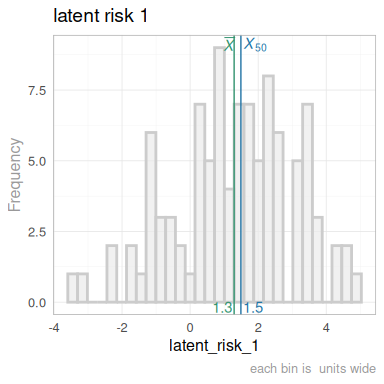 latent risk 1
X̅ X₅₀
7.5
5.0
2.5
0.0
1.3 1.5
-4 -2 0 2 4
Frequency
latent_risk_1
each bin is  units wide